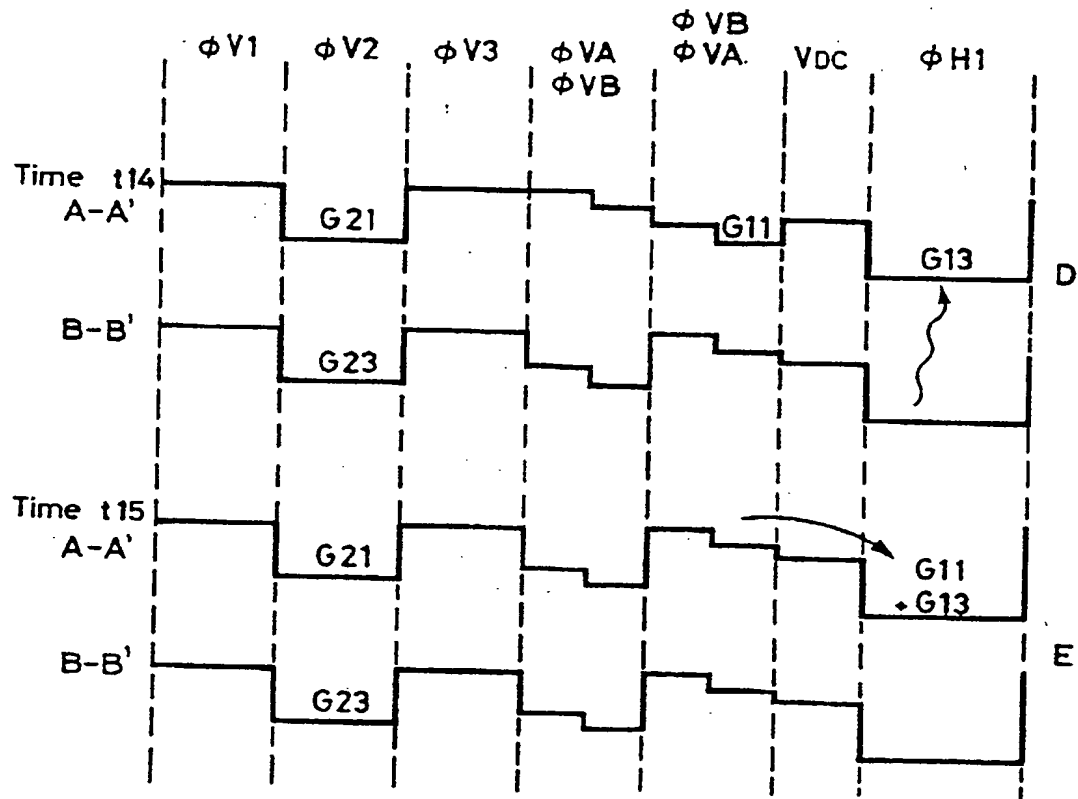 φV1 φV2 φV3 φVA φVB VDC φH1
φVB φVA.
Time t14
A-A'
G21 G11 G13
D
B-B'
G23
Time t15
A-A'
G21 G11
+G13
E
B-B'
G23